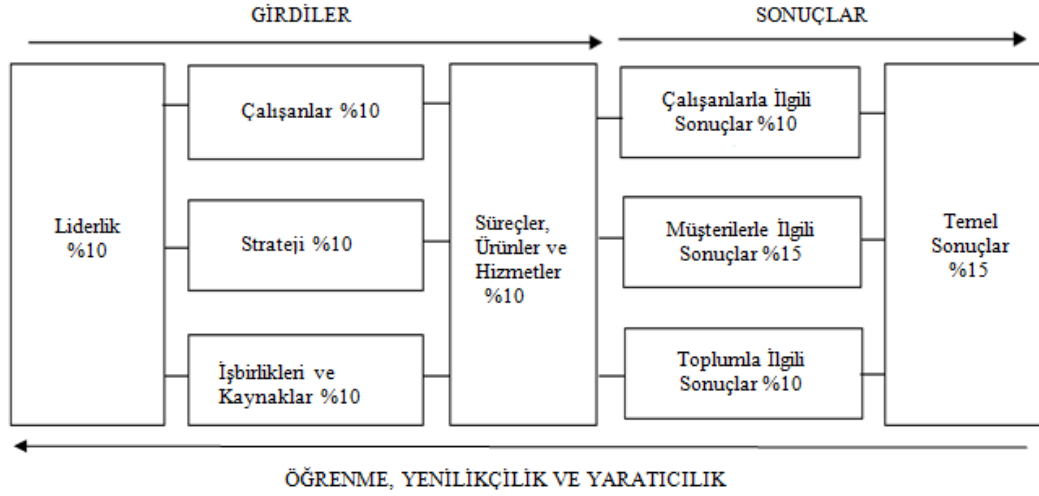 GİRDİLER
SONUÇLAR
Liderlik
%10
Çalışanlar %10
Strateji %10
İşbirlikleri ve
Kaynaklar %10
Süreçler,
Ürünler ve
Hizmetler
%10
Çalışanlarla İlgili
Sonuçlar %10
Müşterilerle İlgili
Sonuçlar %15
Toplumla İlgili
Sonuçlar %10
Temel
Sonuçlar
%15
ÖĞRENME, YENİLİKÇİLİK VE YARATICILIK